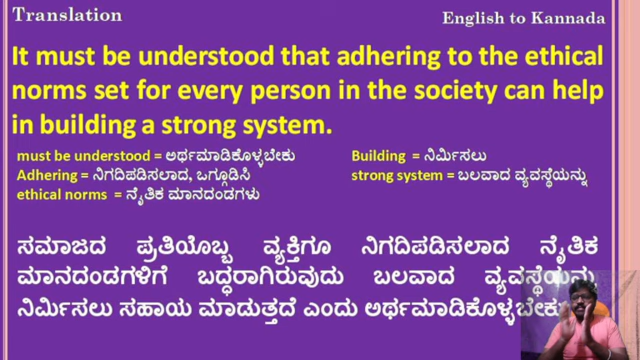 Translation
English to Kannada
It must be understood that adhering to the ethical
norms set for every person in the society can help
in building a strong system.
must be understood = ಅರ್ಥಮಾಡಿಕೊಳ್ಳಬೇಕು
Adhering = ನಿಗದಿಪಡಿಸಲಾದ, ಒಗ್ಗೂಡಿಸಿ
ethical norms = ನೈತಿಕ ಮಾನದಂಡಗಳು
Building = ನಿರ್ಮಿಸಲು
strong system = ಬಲವಾದ ವ್ಯವಸ್ಥೆಯನ್ನು
ಸಮಾಜದ ಪ್ರತಿಯೊಬ್ಬ ವ್ಯಕ್ತಿಗೂ ನಿಗದಿಪಡಿಸಲಾದ ನೈತಿಕ
ಮಾನದಂಡಗಳಿಗೆ ಬದ್ಧರಾಗಿರುವುದು ಬಲವಾದ ವ್ಯವಸ್ಥೆಯನ್ನು
ನಿರ್ಮಿಸಲು ಸಹಾಯ ಮಾಡುತ್ತದೆ ಎಂದು ಅರ್ಥಮಾಡಿಕೊಳ್ಳಬೇಕು